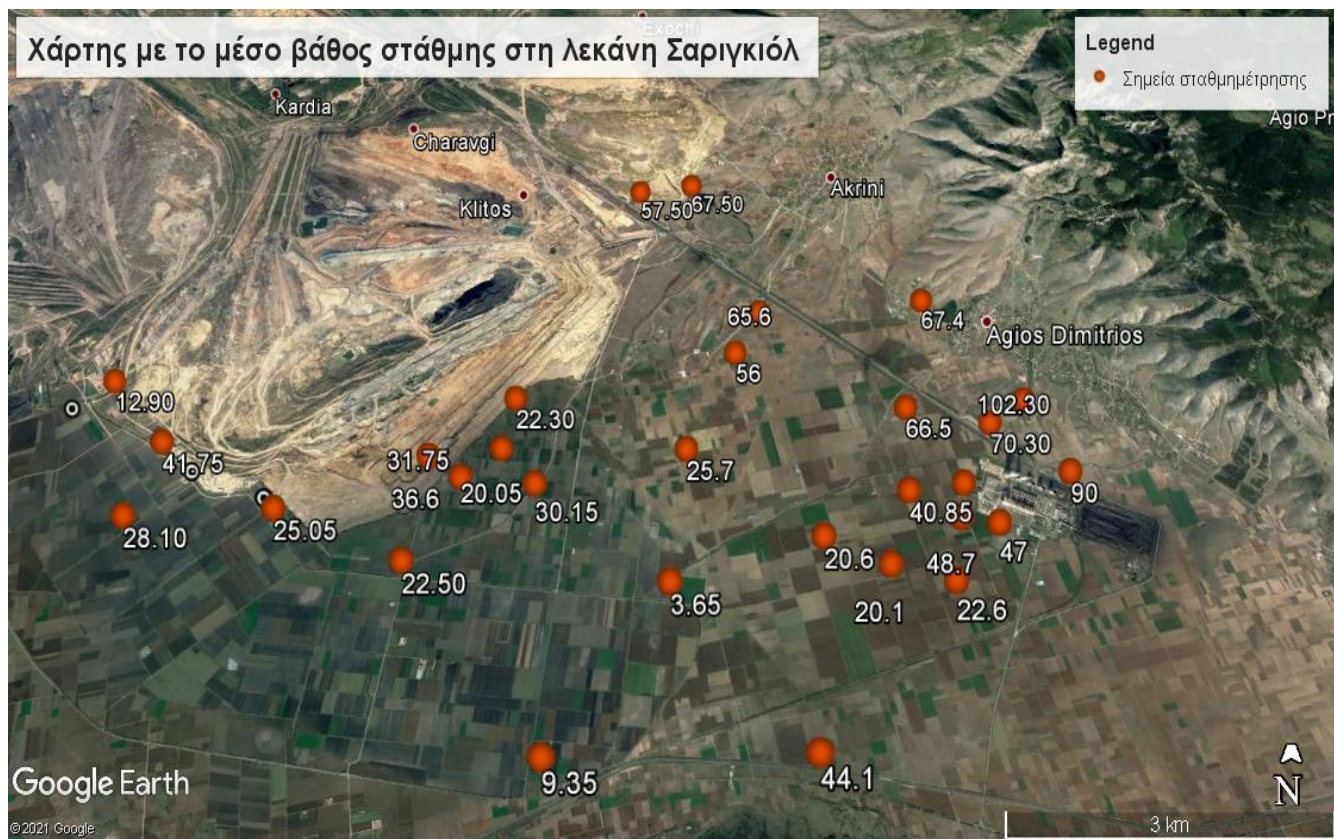 Exochi
Χάρτης με το μέσο βάθος στάθμης στη λεκάνη Σαριγκιόλ
Legend
Σημεία σταθμημέτρησης
Kardia
Agio Pr
Charavgi
Akrini
Klitos
57.50
67.50
65.6
67.4
Agios Dimitrios
56
12.90
102.30
22.30
66.5
70.30
41.75
31.75
25.7
36.6
20.05
90
30.15
40.85
25.05
28.10
47
20.6
48.7
22.50
3.65
20.1
22.6
9.35
44.1
Google Earth
N
©2021 Google
3 km